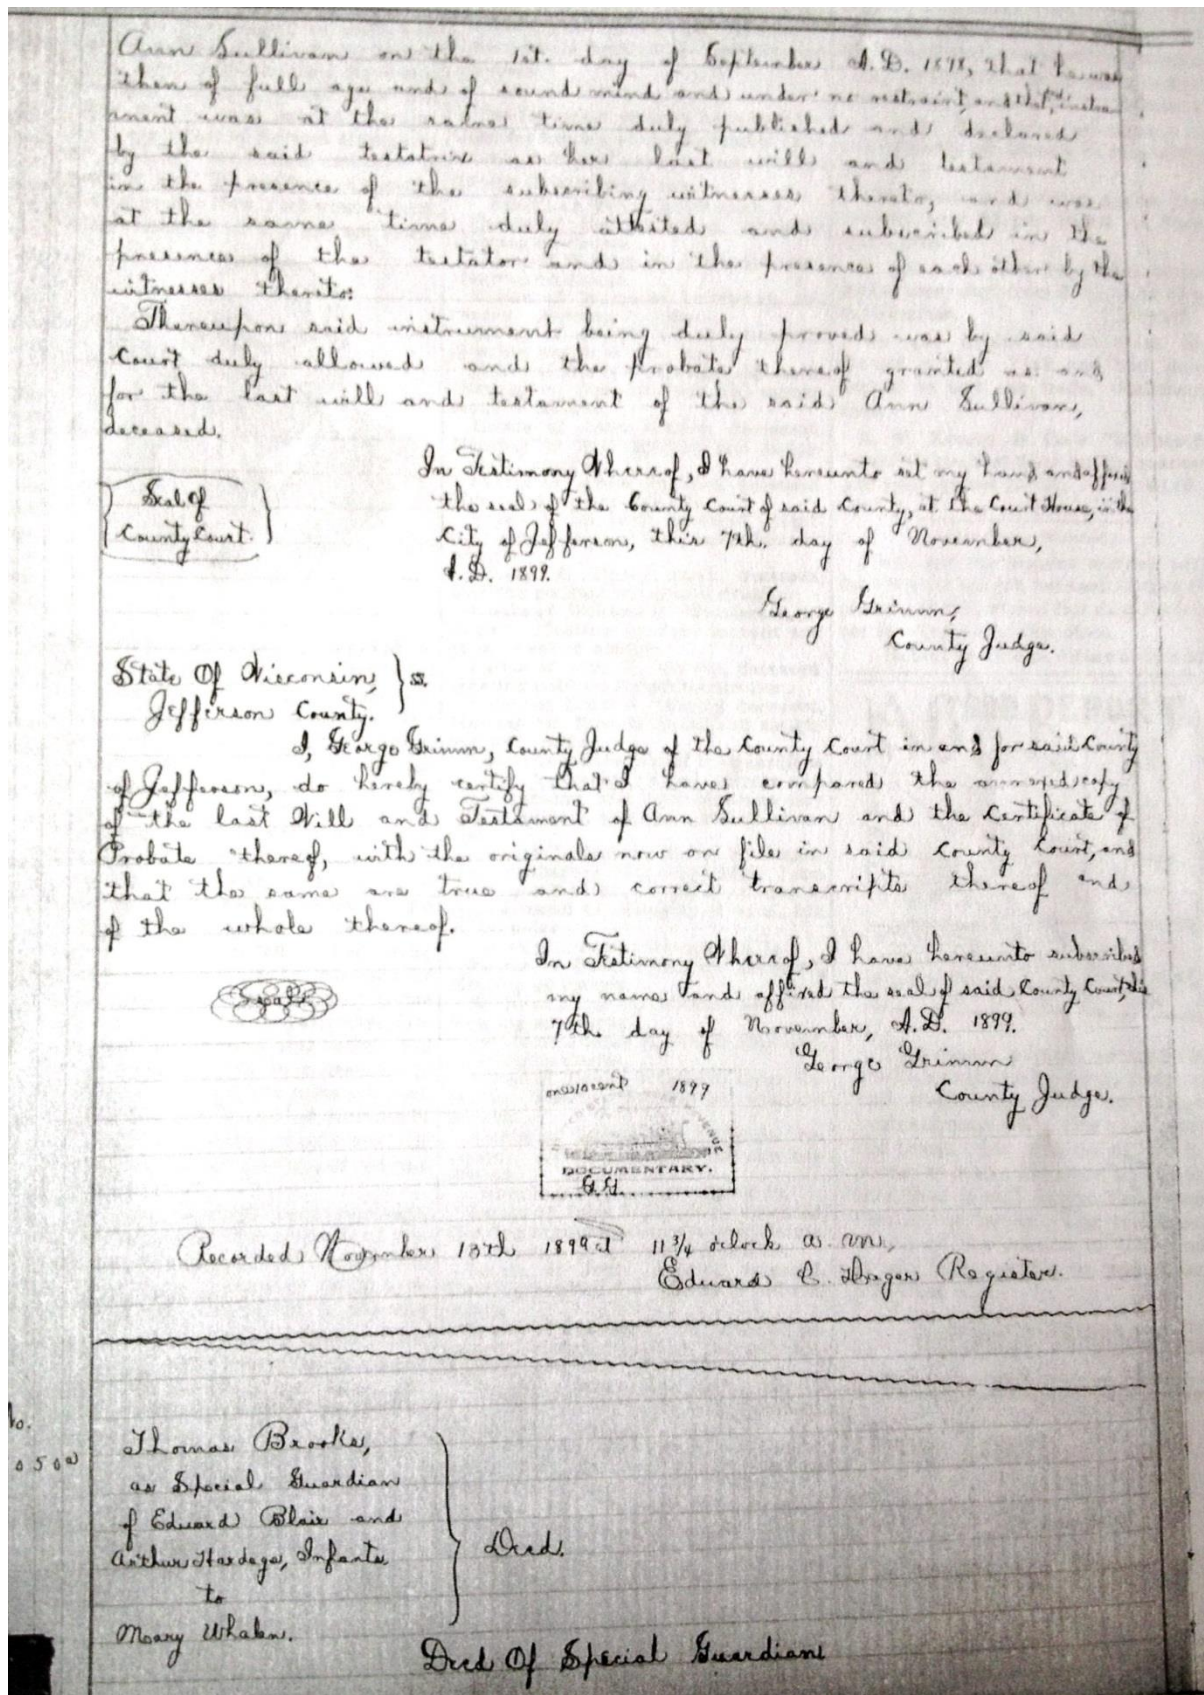 Ann Sullivan on the 1st. day of September A.D. 1898, that he was
then of full age and of sound mind and under no restraint, and that instru
ment was at the same time duly published and declared
by the said testatrix as her last will and testament
in the presence of the subscribing witnesses thereto, and was
at the same time duly attested and subscribed in the
presence of the testator and in the presence of each other by the
witnesses thereto:
Thereupon said instrument being duly proved was by said
Court duly allowed and the probate thereof granted as and
for the last will and testament of the said Ann Sullivan,
deceased.
In Testimony Whereof, I have hereunto set my hand and affixed
Seal Of
the seal of the County Court of said County, at the Court House, in the
County Court.
City of Jefferson, this 7th. day of November,
A.D. 1899.
George Grimm,
County Judge.
State Of Wisconsin, } ss.
Jefferson County.
I, George Grimm, County Judge of the County Court in and for said County
of Jefferson, do hereby certify that I have compared the annexed copy
of the last Will and Testament of Ann Sullivan and the Certificate of
Probate thereof, with the originals now on file in said County Court, and
that the same are true and correct transcripts thereof and
of the whole thereof.
In Testimony Whereof, I have hereunto subscribed
Seal
my name and affixed the seal of said County Court, this
7th. day of November, A.D. 1899.
George Grimm
County Judge.
one 10 cent 1899
DOCUMENTARY.
G.G.
Recorded November 13th 1899 at 11 3/4 oclock a. m,
Edward C. Register.
No.
Thomas Brooks,
as Special Guardian
of Edward Blair and
Arthur Hardage, Infants
to
Mary Whalen.
Deed.
Deed Of Special Guardian